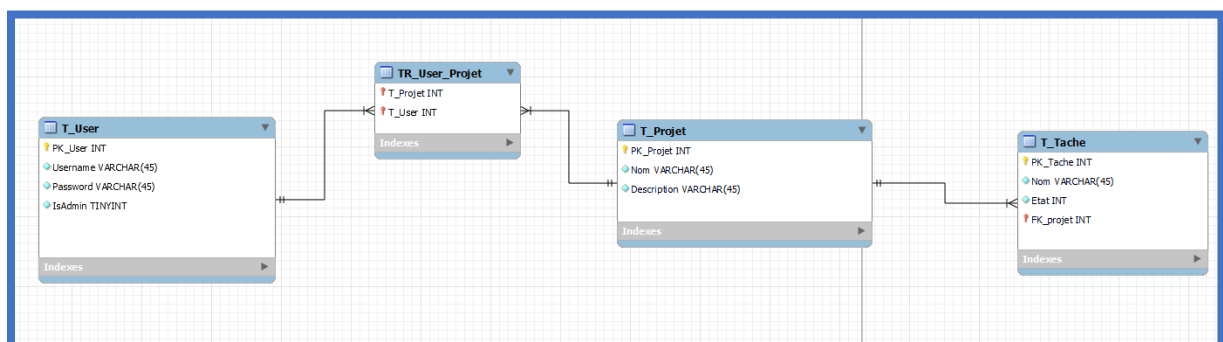 T_User
PK_User INT
Username VARCHAR(45)
Password VARCHAR(45)
IsAdmin TINYINT
Indexes
TR_User_Projet
T_Projet INT
T_User INT
Indexes
T_Projet
PK_Projet INT
Nom VARCHAR(45)
Description VARCHAR(45)
Indexes
T_Tache
PK_Tache INT
Nom VARCHAR(45)
Etat INT
FK_projet INT
Indexes